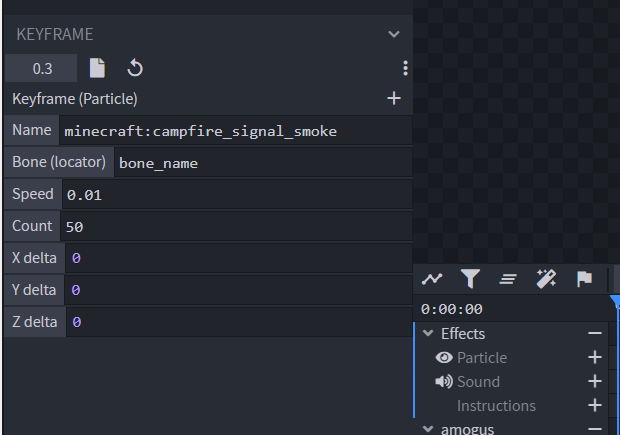 KEYFRAME
0.3
Keyframe (Particle)
Name minecraft:campfire_signal_smoke
Bone (locator) bone_name
Speed 0.01
Count 50
X delta 0
Y delta 0
Z delta 0
0:00:00
Effects
Particle
Sound
Instructions
amogus